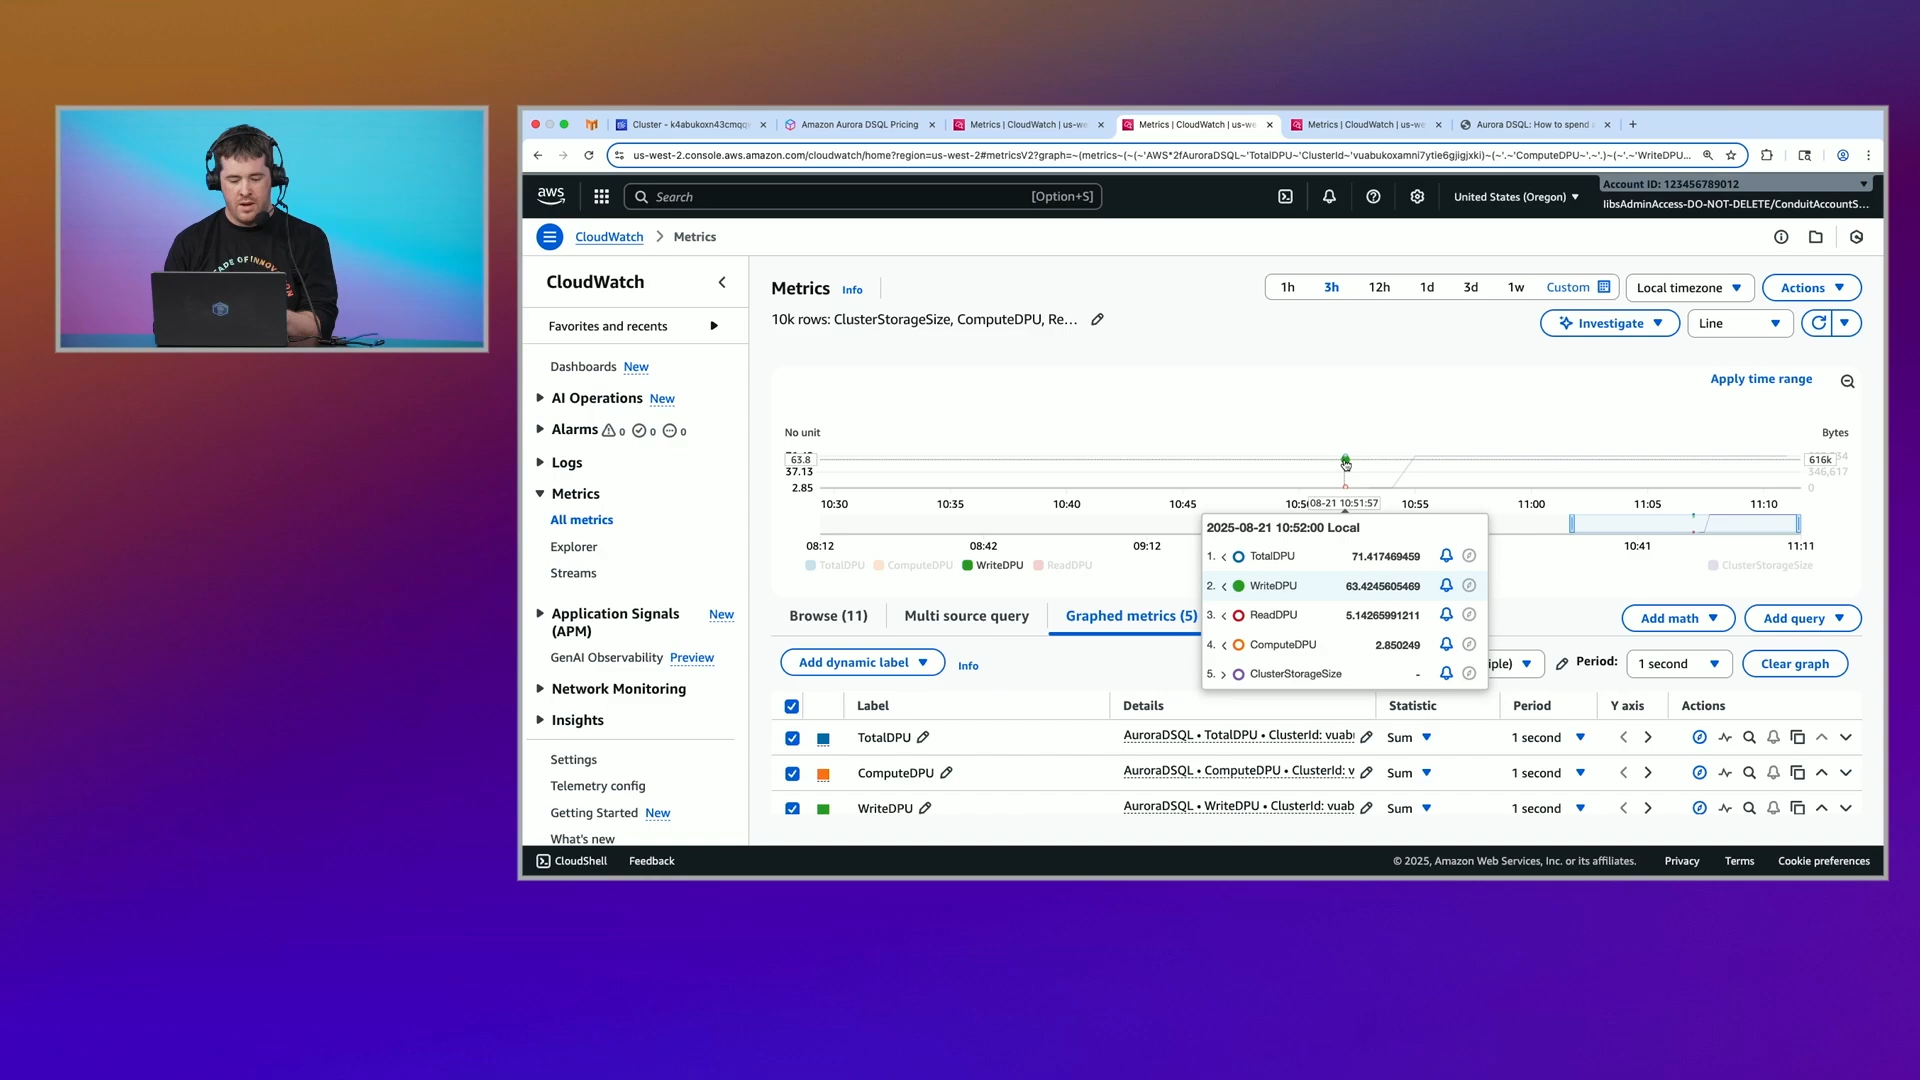 ADE OF INNOV
ON
Cluster - k4abukoxn43cmqq
Amazon Aurora DSQL Pricing
Metrics | CloudWatch | us-we
Metrics | CloudWatch | us-we
Metrics | CloudWatch | us-we
Aurora DSQL: How to spend
us-west-2.console.aws.amazon.com/cloudwatch/home?region=us-west-2#metricsV2?graph=~(metrics~(~(~'AWS*2fAuroraDSQL~'TotalDPU~'ClusterId~'vuabukoxamni7ytie6gjigjxki)~(~'.~'ComputeDPU~'.~'.)~(~'.~'WriteDPU...
aws
Search
[Option+S]
United States (Oregon)
Account ID: 123456789012
libsAdminAccess-DO-NOT-DELETE/ConduitAccountS...
CloudWatch
Metrics
CloudWatch
Favorites and recents
Dashboards New
AI Operations New
Alarms 0 0 0
Logs
Metrics
All metrics
Explorer
Streams
Application Signals (APM) New
GenAI Observability Preview
Network Monitoring
Insights
Settings
Telemetry config
Getting Started New
What's new
Metrics Info
1h 3h 12h 1d 3d 1w Custom
Local timezone
Actions
10k rows: ClusterStorageSize, ComputeDPU, Re...
Investigate
Line
Apply time range
No unit
Bytes
63.8
37.13
2.85
616k
346,617
0
10:30 10:35 10:40 10:45 08-21 10:51:57 10:55 11:00 11:05 11:10
08:12 08:42 09:12 10:41 11:11
TotalDPU ComputeDPU WriteDPU ReadDPU
ClusterStorageSize
2025-08-21 10:52:00 Local
1. TotalDPU 71.417469459
2. WriteDPU 63.4245605469
3. ReadDPU 5.14265991211
4. ComputeDPU 2.850249
5. ClusterStorageSize -
Browse (11)
Multi source query
Graphed metrics (5)
Add math
Add query
Add dynamic label
Info
iple)
Period:
1 second
Clear graph
Label Details Statistic Period Y axis Actions
TotalDPU AuroraDSQL • TotalDPU • ClusterId: vuab Sum 1 second
ComputeDPU AuroraDSQL • ComputeDPU • ClusterId: v Sum 1 second
WriteDPU AuroraDSQL • WriteDPU • ClusterId: vuab Sum 1 second
CloudShell
Feedback
© 2025, Amazon Web Services, Inc. or its affiliates.
Privacy
Terms
Cookie preferences